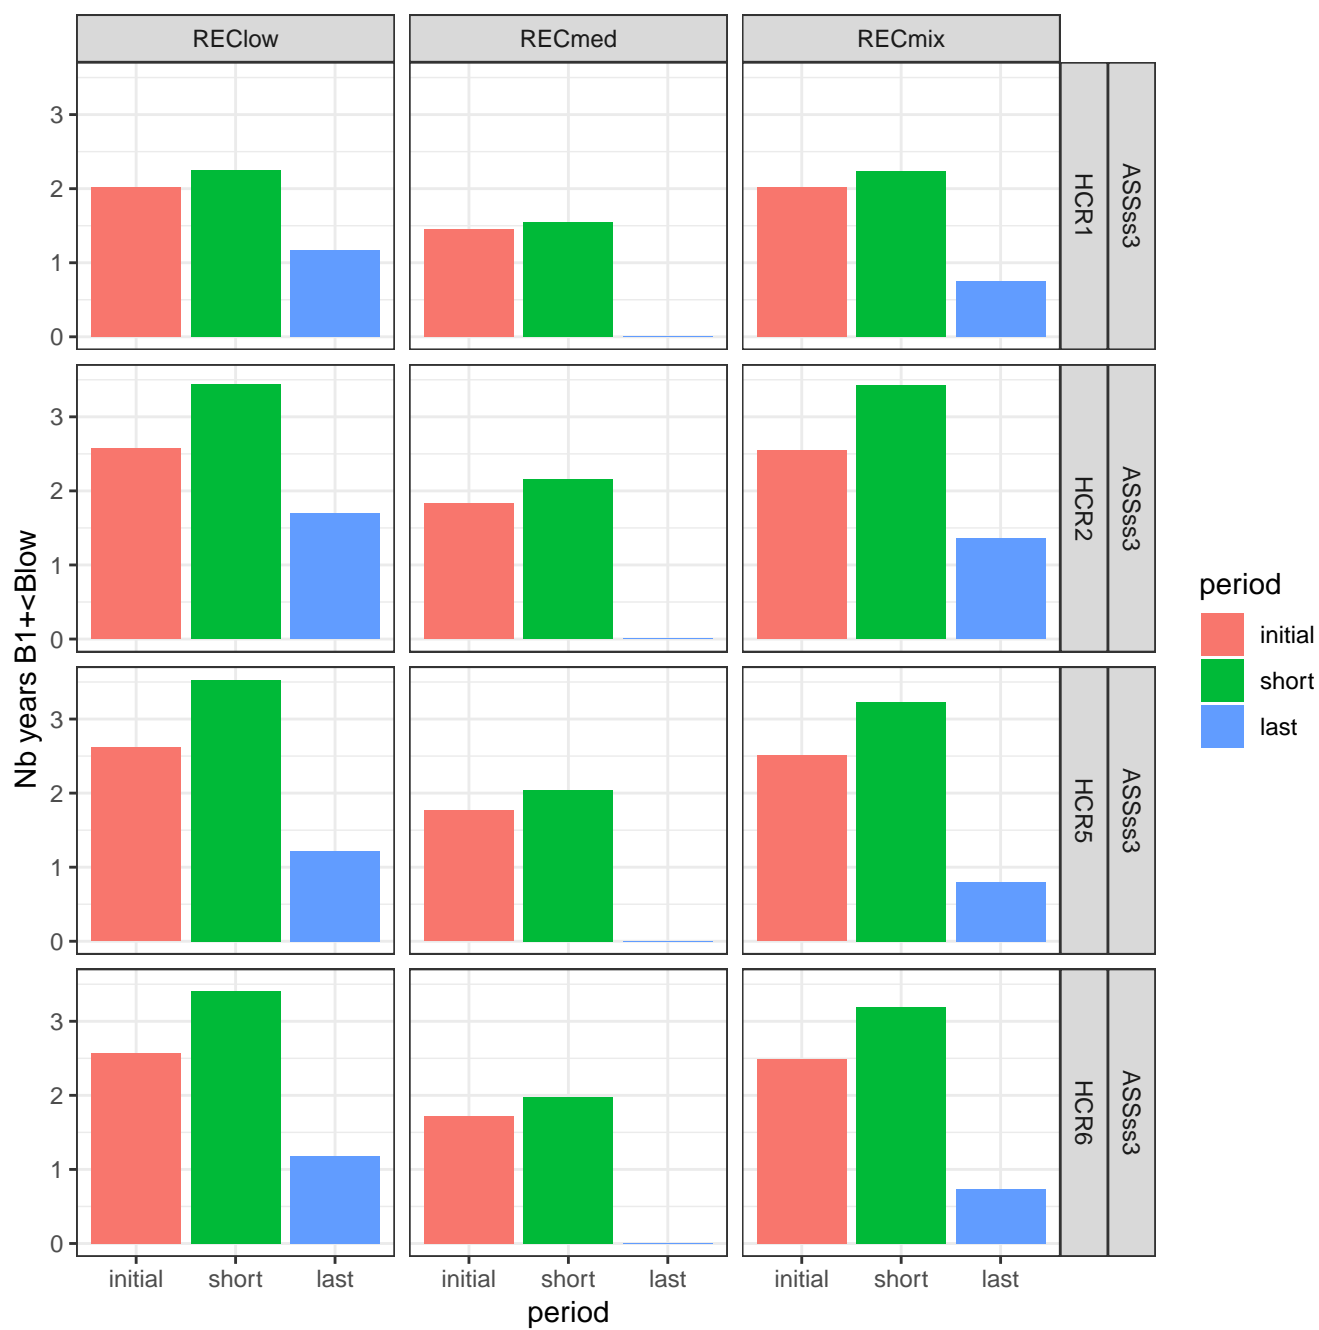 REClow RECmed RECmix
3
2
1
0
HCR1
ASSss3
3
2
1
0
HCR2
ASSss3
3
2
1
0
HCR5
ASSss3
3
2
1
0
HCR6
ASSss3
Nb years B1+<Blow
initial short last initial short last initial short last
period
period
initial
short
last